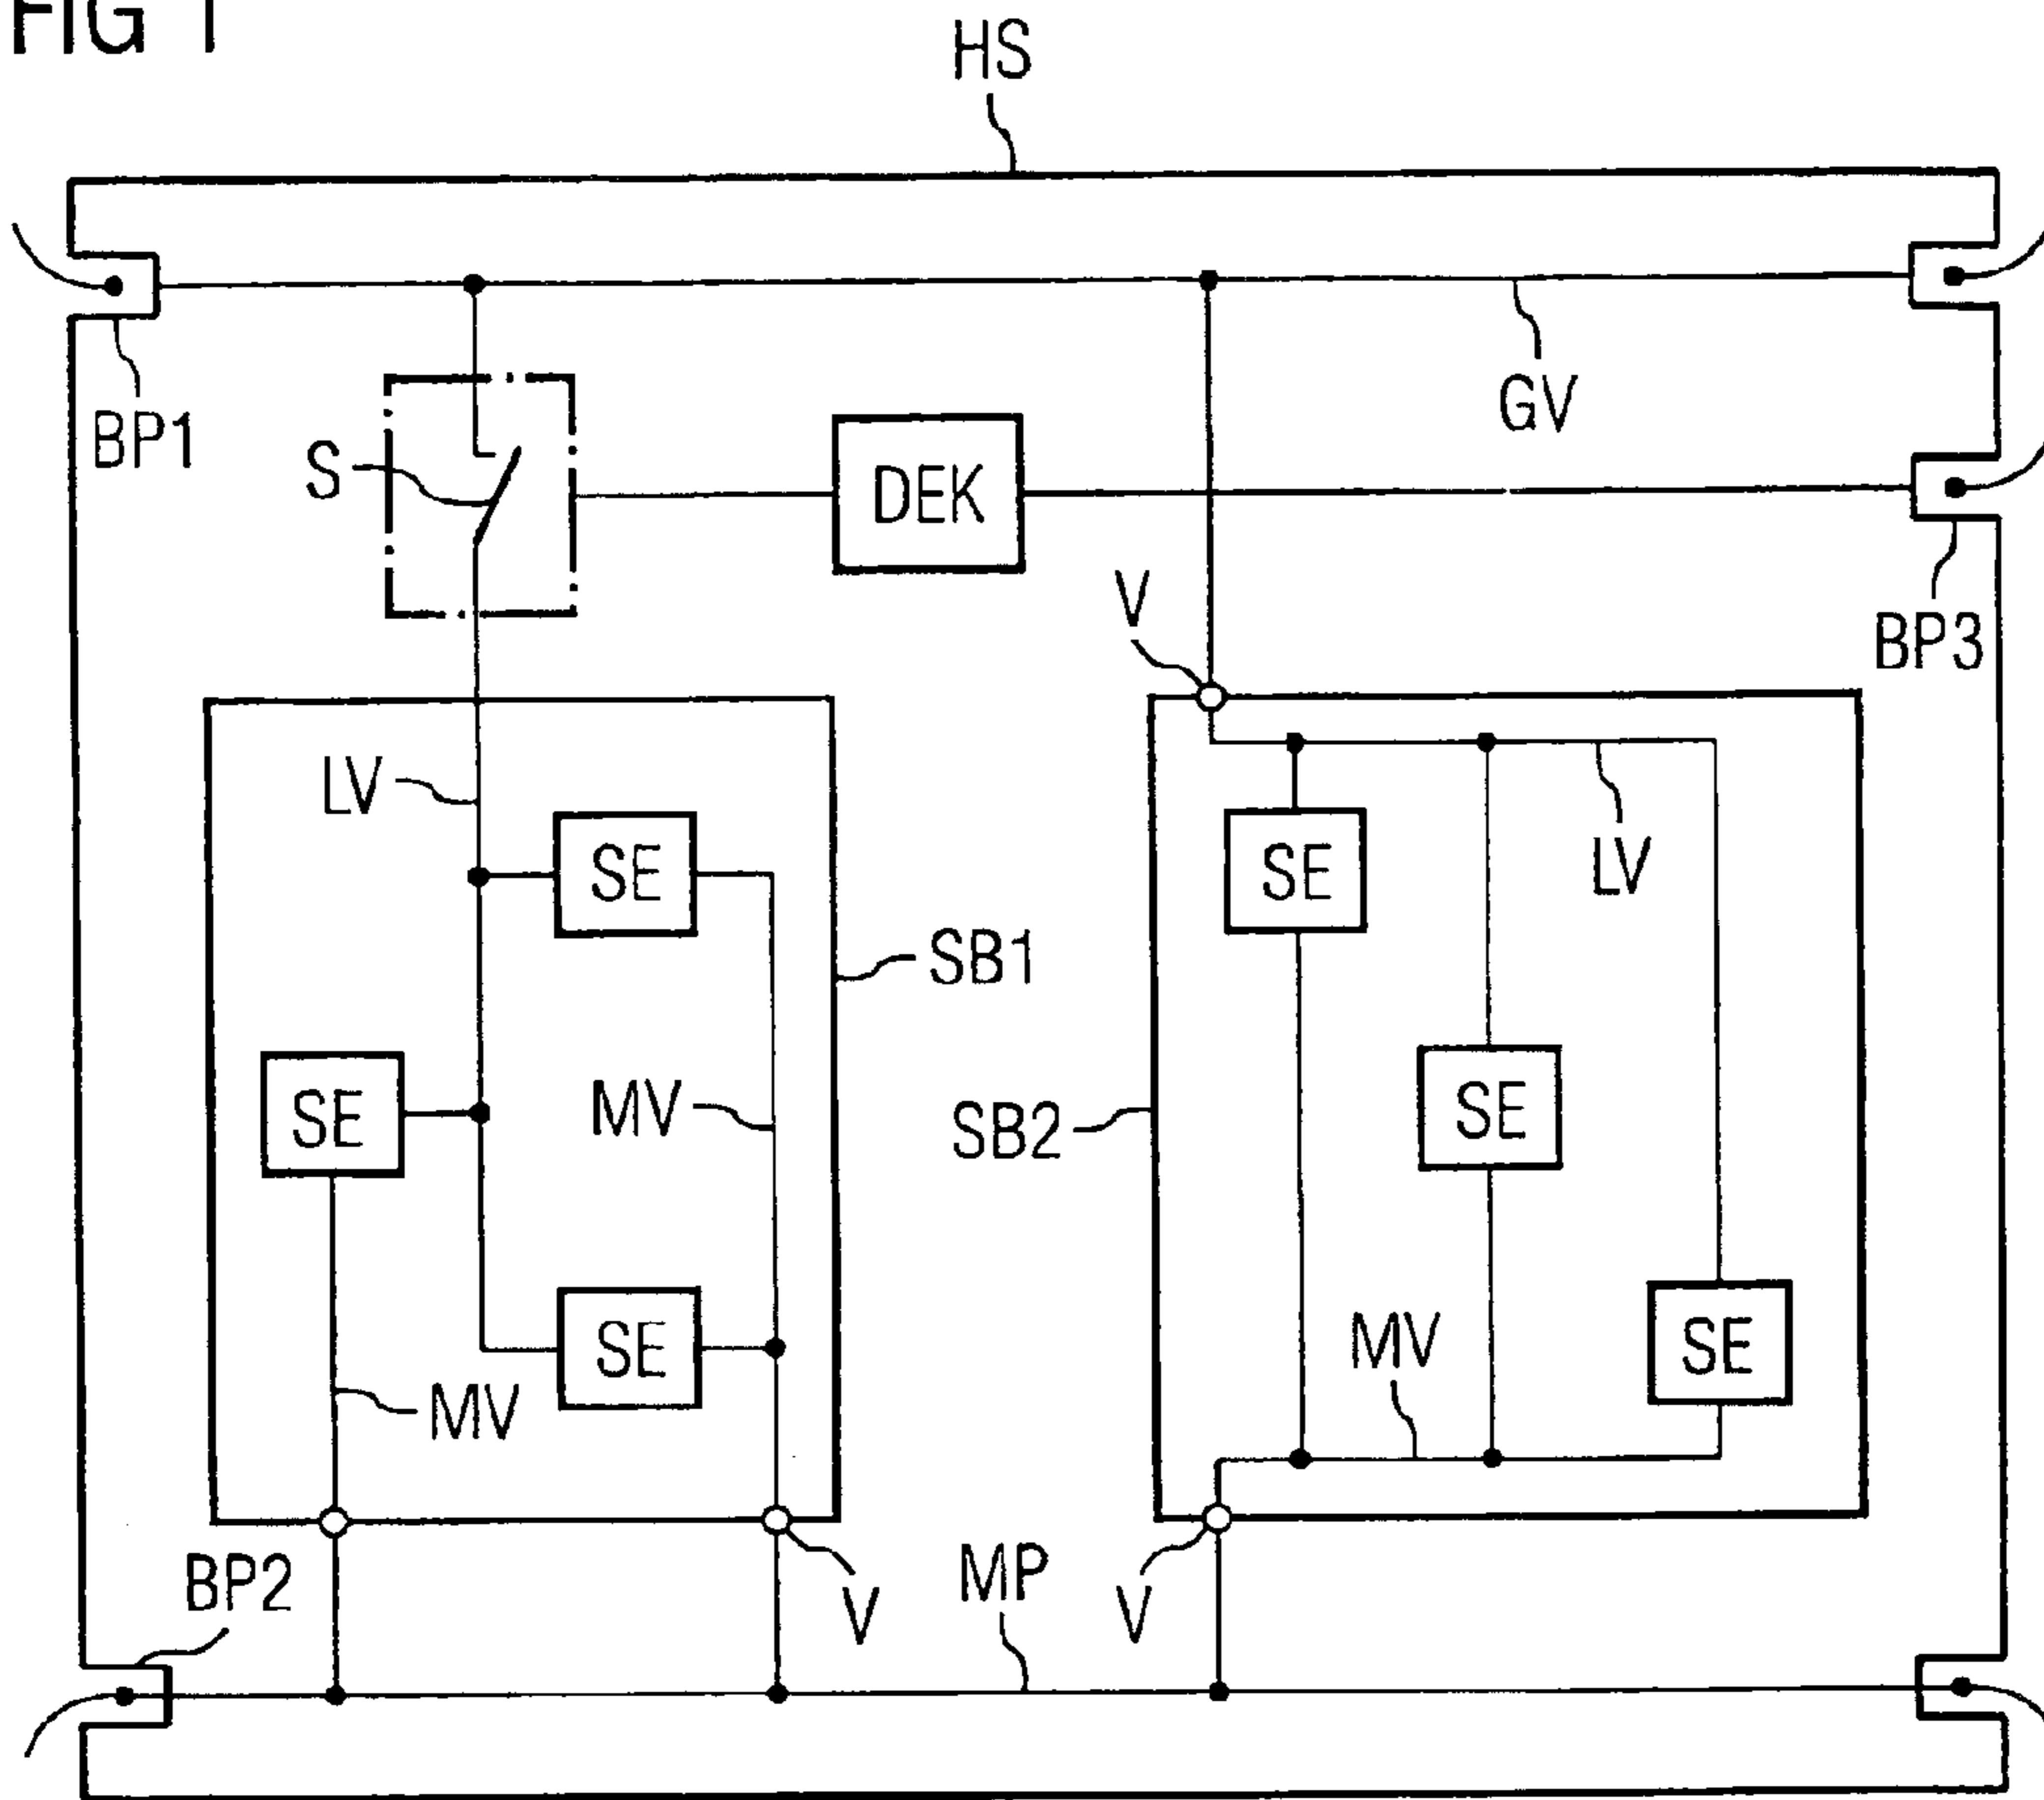 FIG 1
HS
BP1
GV
S
DEK
V
BP3
LV
SE
SE
LV
SB1
SE
MV
SE
SB2
SE
MV
SE
MV
BP2
MP
V
V